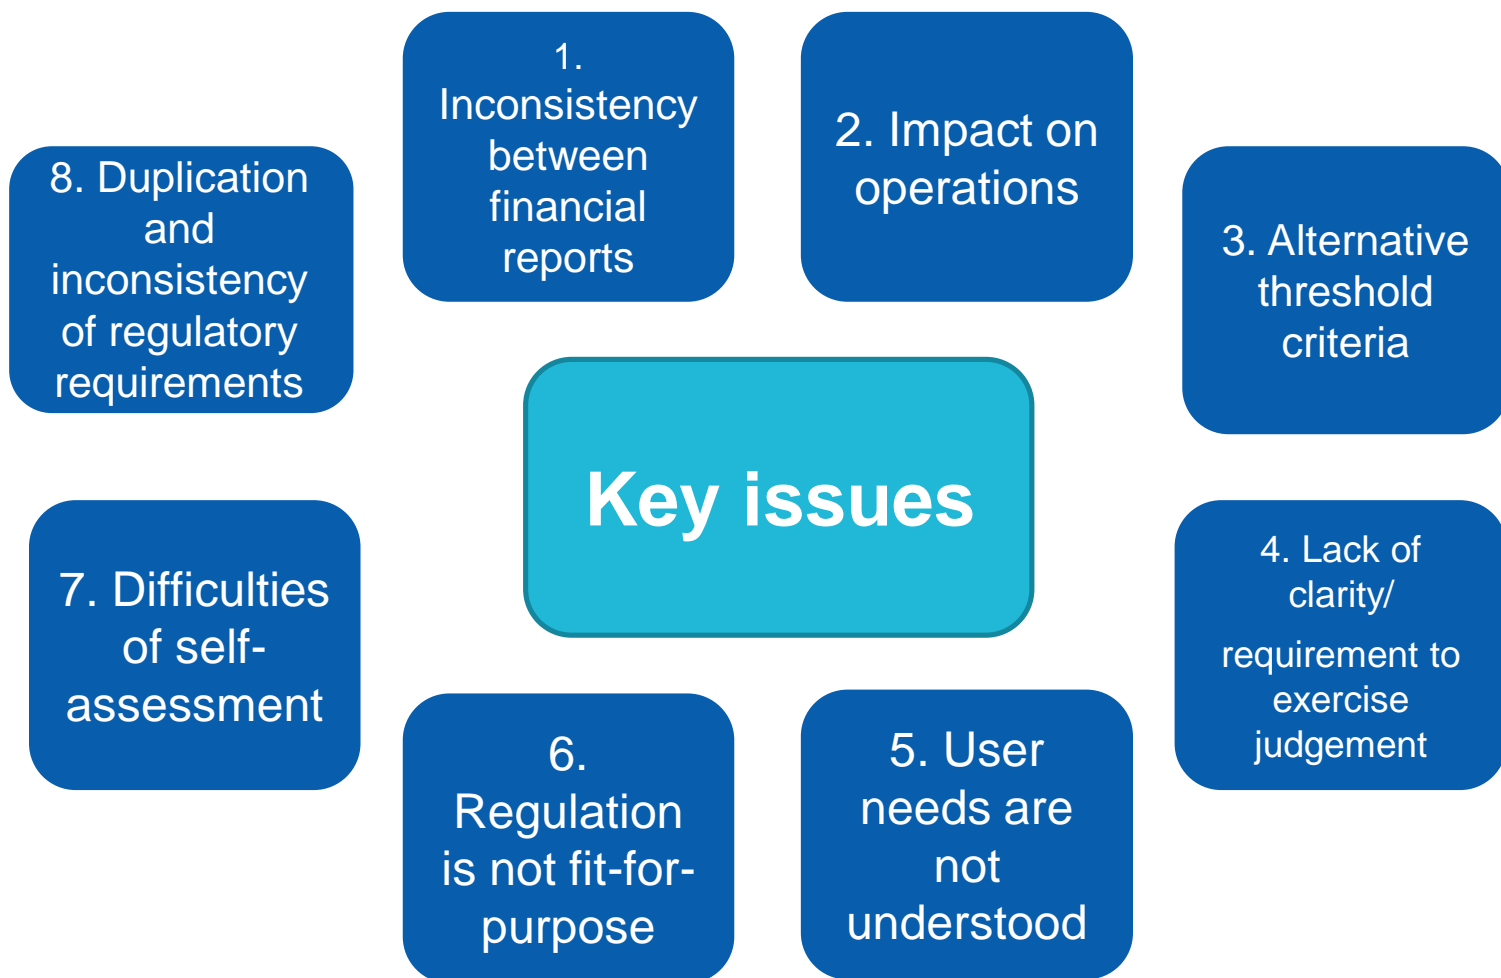 1.
Inconsistency
between
financial
reports
2. Impact on
operations
3. Alternative
threshold
criteria
4. Lack of
clarity/
requirement to
exercise
judgement
5. User
needs are
not
understood
6.
Regulation
is not fit-for-
purpose
7. Difficulties
of self-
assessment
8. Duplication
and
inconsistency
of regulatory
requirements
Key issues